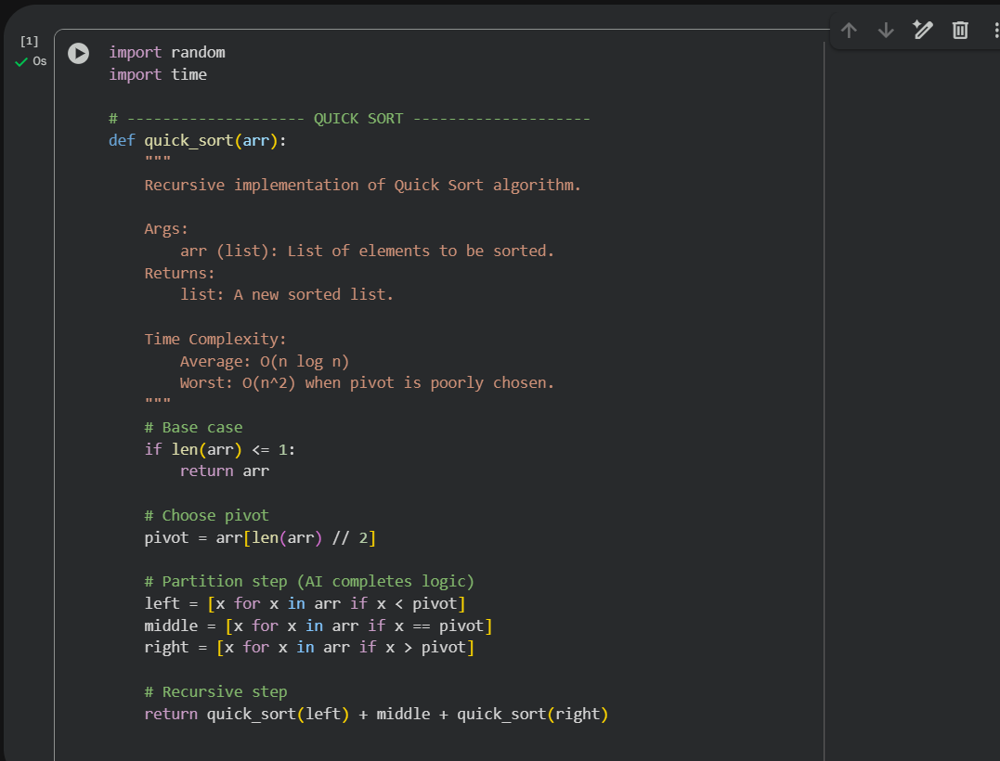 [1]
0s
import random
import time

# -------------------- QUICK SORT --------------------
def quick_sort(arr):
    """
    Recursive implementation of Quick Sort algorithm.

    Args:
        arr (list): List of elements to be sorted.
    Returns:
        list: A new sorted list.

    Time Complexity:
        Average: O(n log n)
        Worst: O(n^2) when pivot is poorly chosen.
    """
    # Base case
    if len(arr) <= 1:
        return arr

    # Choose pivot
    pivot = arr[len(arr) // 2]

    # Partition step (AI completes logic)
    left = [x for x in arr if x < pivot]
    middle = [x for x in arr if x == pivot]
    right = [x for x in arr if x > pivot]

    # Recursive step
    return quick_sort(left) + middle + quick_sort(right)